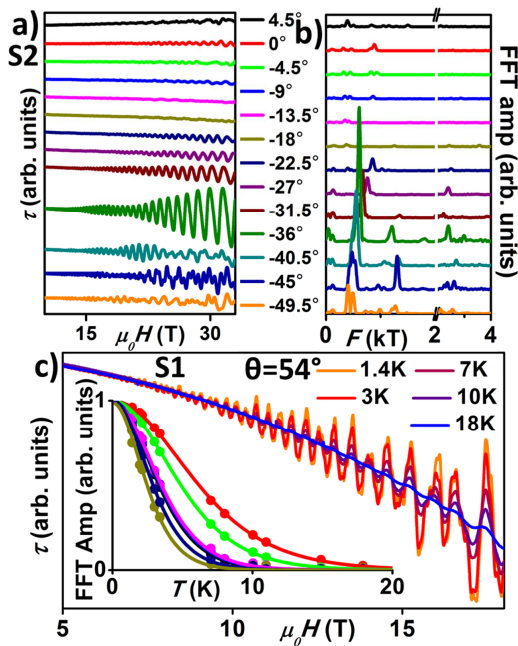 a)
S2
τ (arb. units)
15
30
μ₀H (T)
4.5°
0°
-4.5°
-9°
-13.5°
-18°
-22.5°
-27°
-31.5°
-36°
-40.5°
-45°
-49.5°
b)
FFT amp (arb. units)
0
1
2
2
4
F (kT)
c)
S1
θ=54°
1.4K
3K
7K
10K
18K
τ (arb. units)
FFT Amp (arb. units)
1
0
0
10
20
T (K)
5
10
15
μ₀H (T)